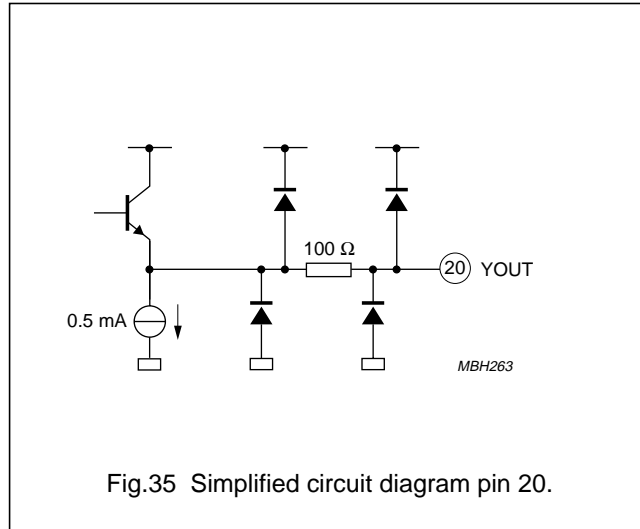 100 Ω
20 YOUT
0.5 mA
MBH263
Fig.35 Simplified circuit diagram pin 20.